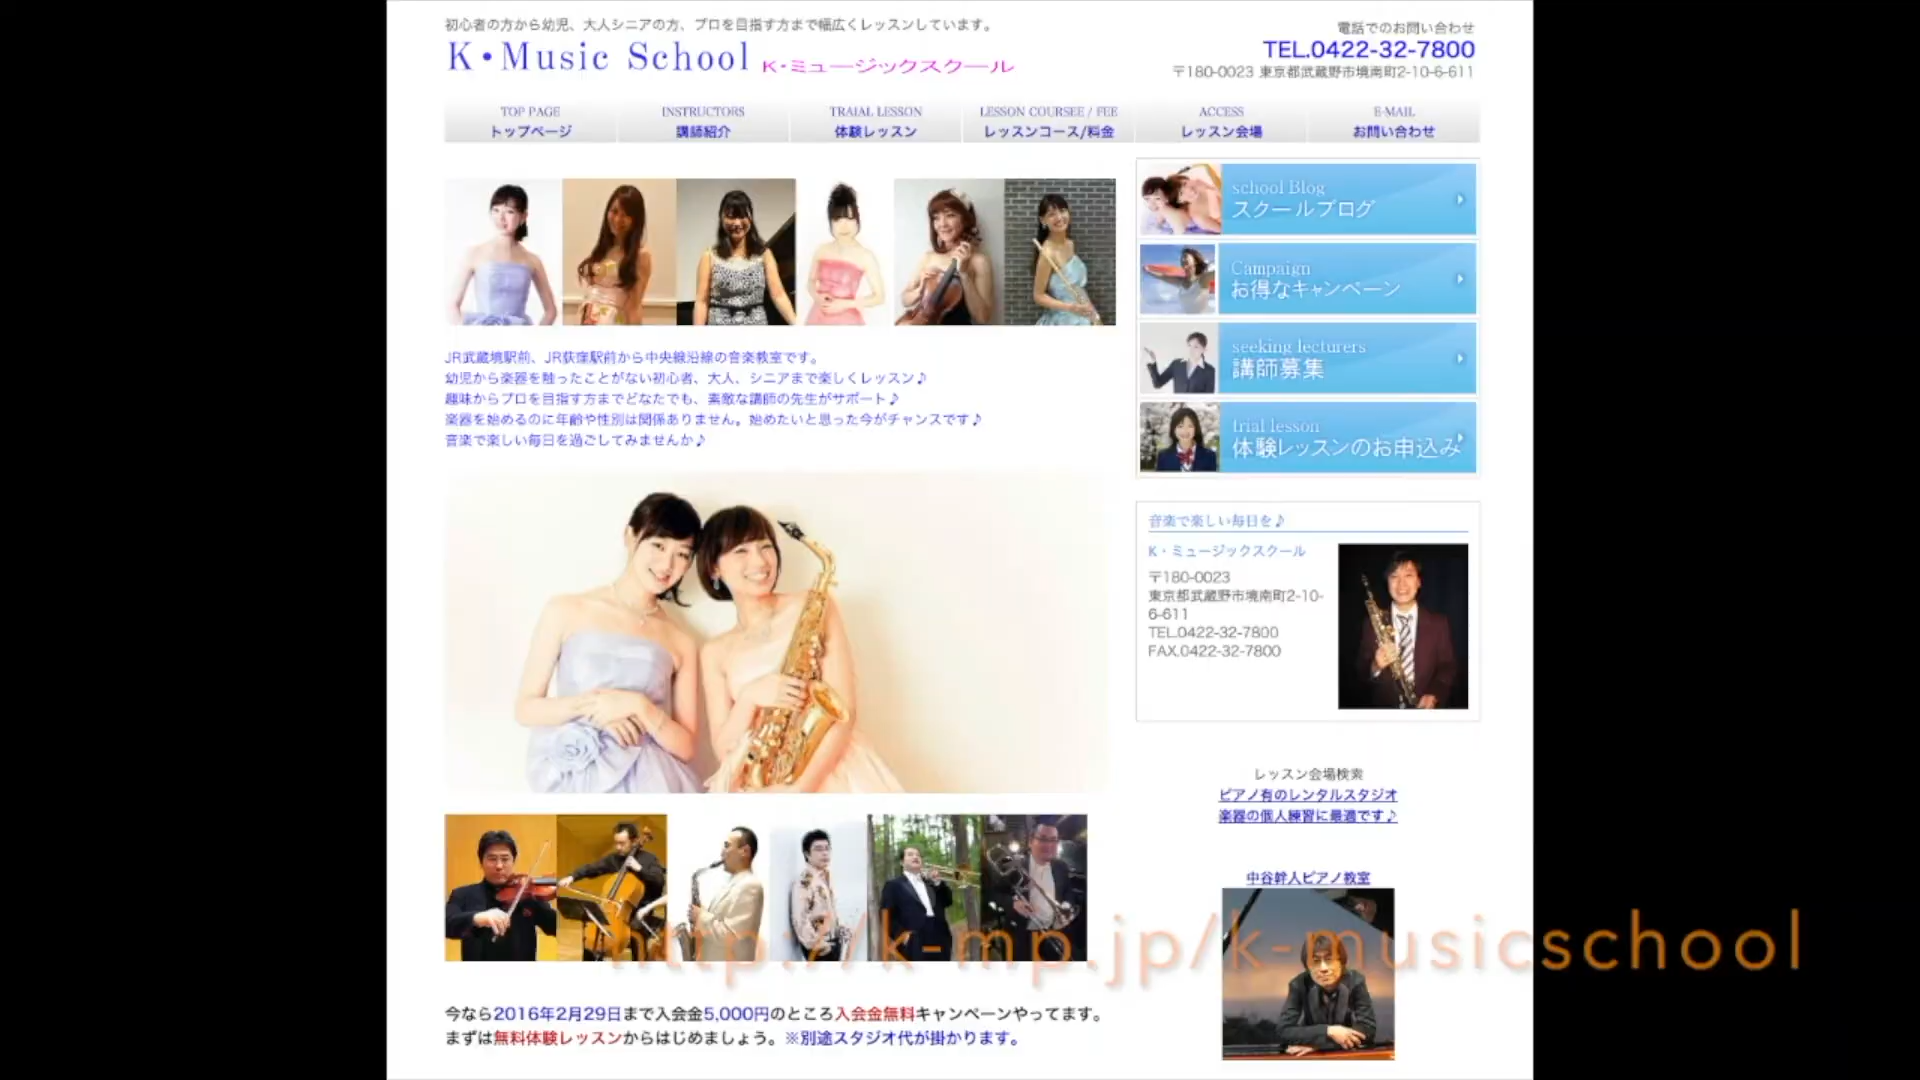 初心者の方から幼児、大人シニアの方、プロを目指す方まで幅広くレッスンしています。
K・Music School K・ミュージックスクール
電話でのお問い合わせ
TEL.0422-32-7800
〒180-0023 東京都武蔵野市境南町2-10-6-611
TOP PAGE
トップページ
INSTRUCTORS
講師紹介
TRAIAL LESSON
体験レッスン
LESSON COURSEE / FEE
レッスンコース/料金
ACCESS
レッスン会場
E-MAIL
お問い合わせ
JR武蔵境駅前、JR荻窪駅前から中央線沿線の音楽教室です。
幼児から楽器を触ったことがない初心者、大人、シニアまで楽しくレッスン♪
趣味からプロを目指す方までどなたでも、素敵な講師の先生がサポート♪
楽器を始めるのに年齢や性別は関係ありません。始めたいと思った今がチャンスです♪
音楽で楽しい毎日を過ごしてみませんか♪
school Blog
スクールブログ
Campaign
お得なキャンペーン
seeking lecturers
講師募集
trial lesson
体験レッスンのお申込み
音楽で楽しい毎日を♪
K・ミュージックスクール
〒180-0023
東京都武蔵野市境南町2-10-
6-611
TEL.0422-32-7800
FAX.0422-32-7800
レッスン会場検索
ピアノ有のレンタルスタジオ
楽器の個人練習に最適です♪
中谷幹人ピアノ教室
http://k-mp.jp/k-musicschool
今なら2016年2月29日まで入会金5,000円のところ入会金無料キャンペーンやってます。
まずは無料体験レッスンからはじめましょう。※別途スタジオ代が掛かります。